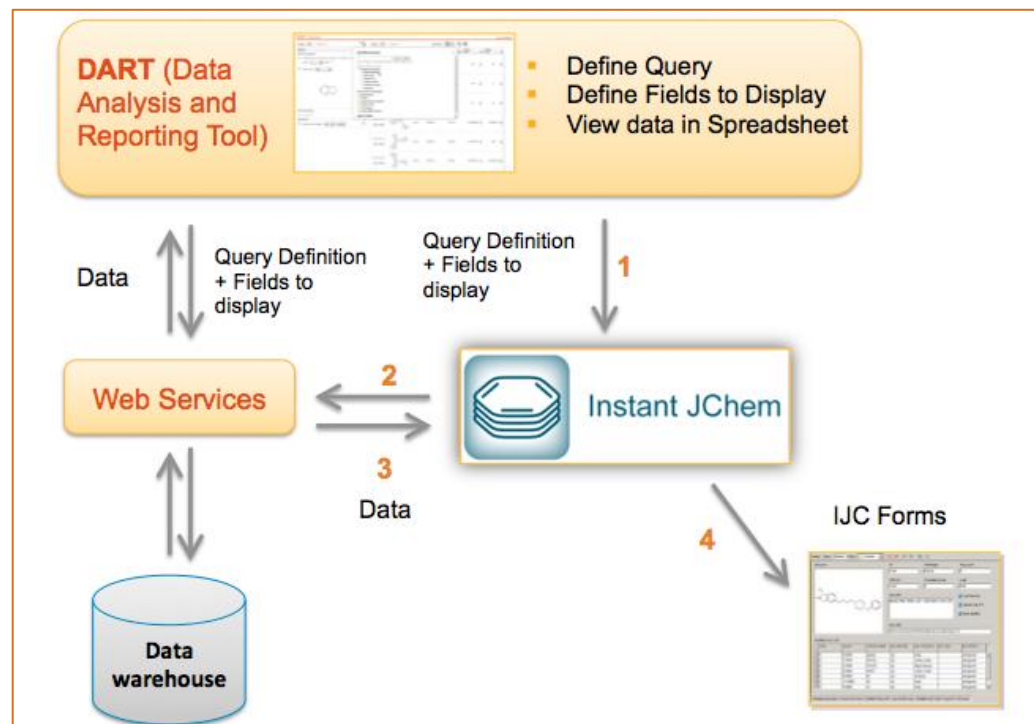 DART (Data
Analysis and
Reporting Tool)
Define Query
Define Fields to Display
View data in Spreadsheet
Data
Query Definition
+ Fields to
display
Query Definition
+ Fields to
display
1
Web Services
2
3
Data
Instant JChem
4
IJC Forms
Data
warehouse